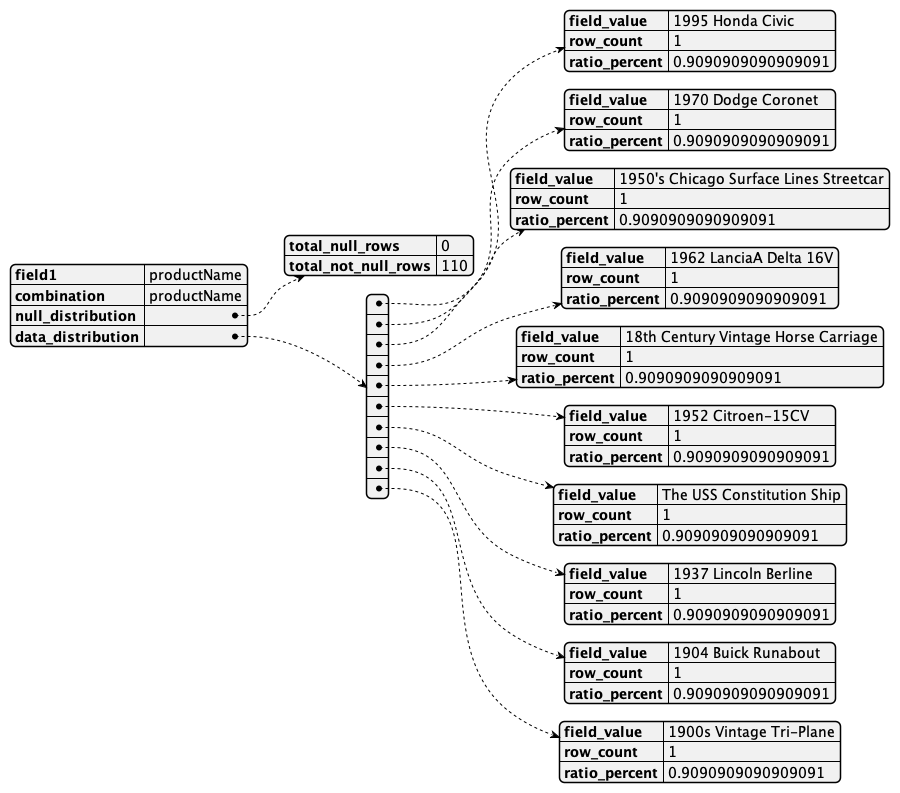 field_value 1995 Honda Civic
row_count 1
ratio_percent 0.9090909090909091
field_value 1970 Dodge Coronet
row_count 1
ratio_percent 0.9090909090909091
field_value 1950's Chicago Surface Lines Streetcar
row_count 1
ratio_percent 0.9090909090909091
total_null_rows 0
total_not_null_rows 110
field1 productName
combination productName
null_distribution
data_distribution
field_value 1962 LanciaA Delta 16V
row_count 1
ratio_percent 0.9090909090909091
field_value 18th Century Vintage Horse Carriage
row_count 1
ratio_percent 0.9090909090909091
field_value 1952 Citroen-15CV
row_count 1
ratio_percent 0.9090909090909091
field_value The USS Constitution Ship
row_count 1
ratio_percent 0.9090909090909091
field_value 1937 Lincoln Berline
row_count 1
ratio_percent 0.9090909090909091
field_value 1904 Buick Runabout
row_count 1
ratio_percent 0.9090909090909091
field_value 1900s Vintage Tri-Plane
row_count 1
ratio_percent 0.9090909090909091